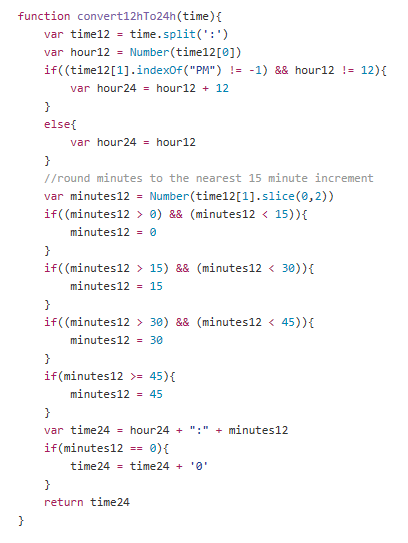 function convert12hTo24h(time){
    var time12 = time.split(':')
    var hour12 = Number(time12[0])
    if((time12[1].indexOf("PM") != -1) && hour12 != 12){
        var hour24 = hour12 + 12
    }
    else{
        var hour24 = hour12
    }
    //round minutes to the nearest 15 minute increment
    var minutes12 = Number(time12[1].slice(0,2))
    if((minutes12 > 0) && (minutes12 < 15)){
        minutes12 = 0
    }
    if((minutes12 > 15) && (minutes12 < 30)){
        minutes12 = 15
    }
    if((minutes12 > 30) && (minutes12 < 45)){
        minutes12 = 30
    }
    if(minutes12 >= 45){
        minutes12 = 45
    }
    var time24 = hour24 + ":" + minutes12
    if(minutes12 == 0){
        time24 = time24 + '0'
    }
    return time24
}